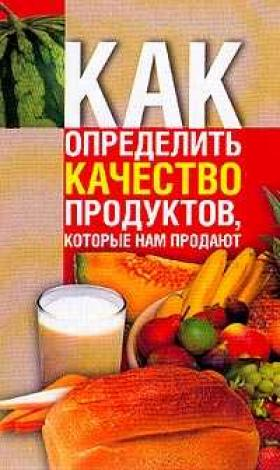 КАК
ОПРЕДЕЛИТЬ
КАЧЕСТВО
ПРОДУКТОВ,
КОТОРЫЕ НАМ ПРОДАЮТ